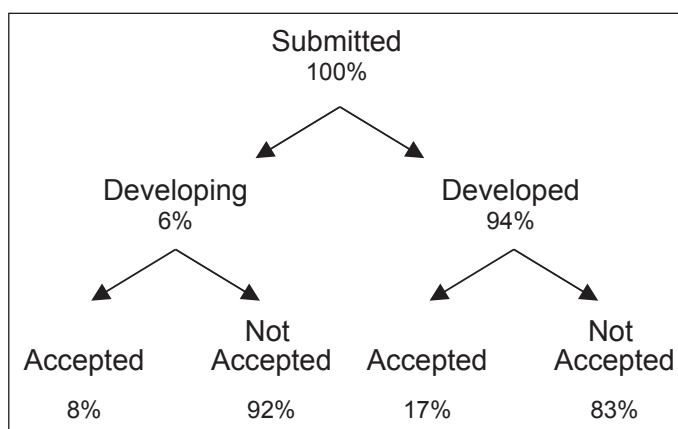 Submitted
100%
Developing
6%
Developed
94%
Accepted
8%
Not
Accepted
92%
Accepted
17%
Not
Accepted
83%